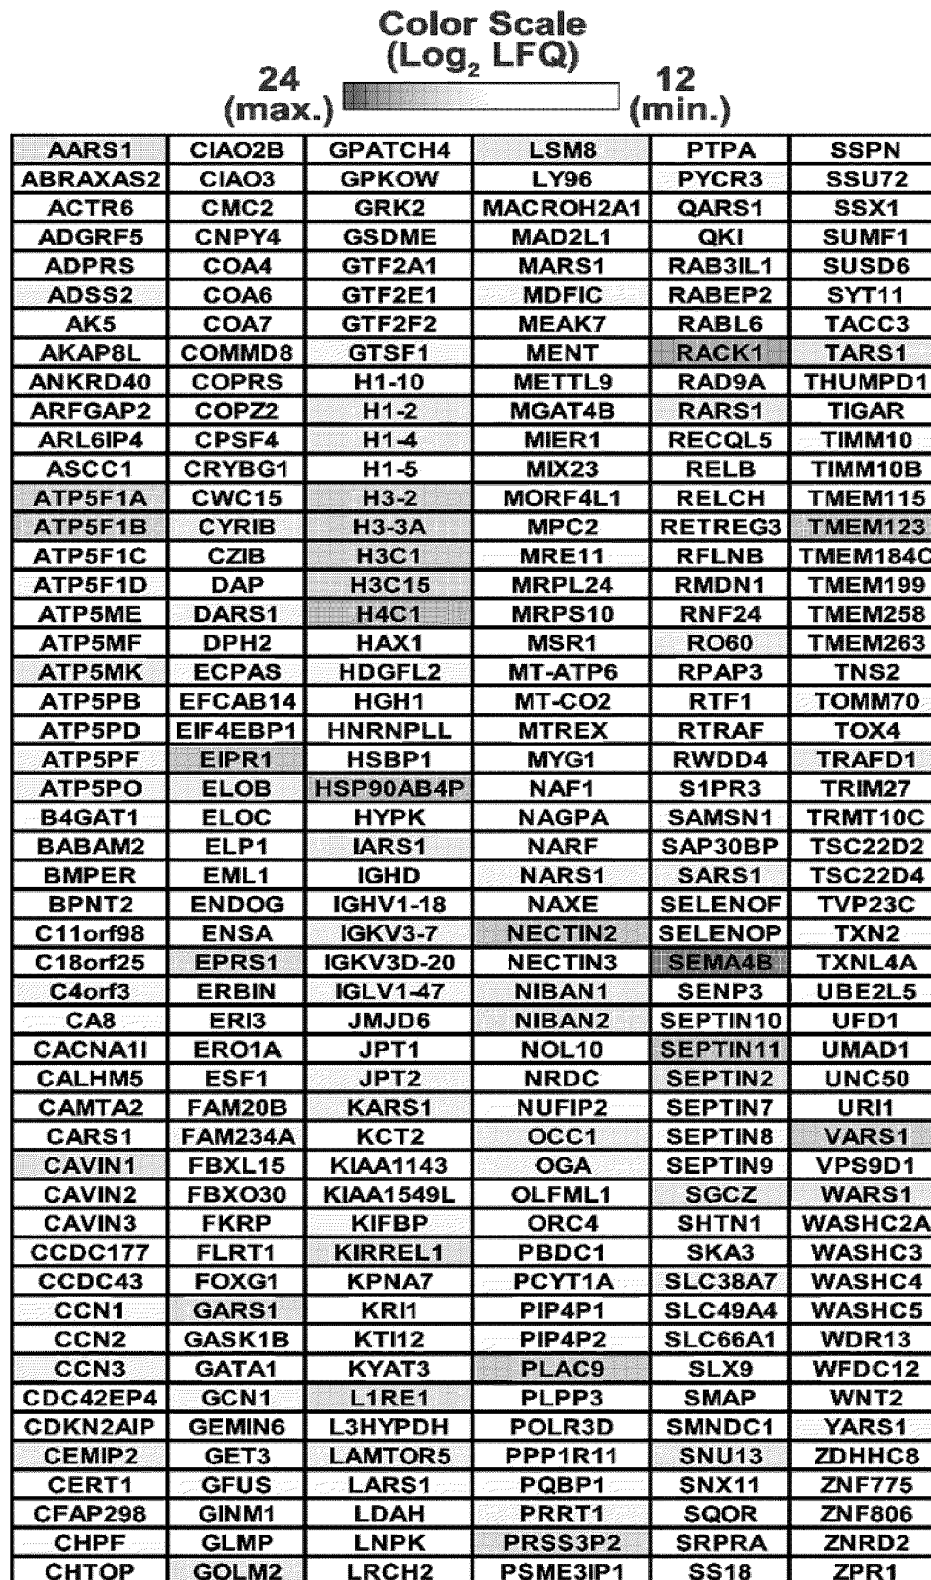 Color Scale
(Log2 LFQ)
24 12
(max.) (min.)
AARS1 CIAO2B GPATCH4 LSM8 PTPA SSPN
ABRAXAS2 CIAO3 GPKOW LY96 PYCR3 SSU72
ACTR6 CMC2 GRK2 MACROH2A1 QARS1 SSX1
ADGRF5 CNPY4 GSDME MAD2L1 QKI SUMF1
ADPRS COA4 GTF2A1 MARS1 RAB3IL1 SUSD6
ADSS2 COA6 GTF2E1 MDFIC RABEP2 SYT11
AK5 COA7 GTF2F2 MEAK7 RABL6 TACC3
AKAP8L COMMD8 GTSF1 MENT RACK1 TARS1
ANKRD40 COPRS H1-10 METTL9 RAD9A THUMPD1
ARFGAP2 COPZ2 H1-2 MGAT4B RARS1 TIGAR
ARL6IP4 CPSF4 H1-4 MIER1 RECQL5 TIMM10
ASCC1 CRYBG1 H1-5 MIX23 RELB TIMM10B
ATP5F1A CWC15 H3-2 MORF4L1 RELCH TMEM115
ATP5F1B CYRIB H3-3A MPC2 RETREG3 TMEM123
ATP5F1C CZIB H3C1 MRE11 RFLNB TMEM184C
ATP5F1D DAP H3C15 MRPL24 RMDN1 TMEM199
ATP5ME DARS1 H4C1 MRPS10 RNF24 TMEM258
ATP5MF DPH2 HAX1 MSR1 RO60 TMEM263
ATP5MK ECPAS HDGFL2 MT-ATP6 RPAP3 TNS2
ATP5PB EFCAB14 HGH1 MT-CO2 RTF1 TOMM70
ATP5PD EIF4EBP1 HNRNPLL MTREX RTRAF TOX4
ATP5PF EIPR1 HSBP1 MYG1 RWDD4 TRAFD1
ATP5PO ELOB HSP90AB4P NAF1 S1PR3 TRIM27
B4GAT1 ELOC HYPK NAGPA SAMSN1 TRMT10C
BABAM2 ELP1 IARS1 NARF SAP30BP TSC22D2
BMPER EML1 IGHD NARS1 SARS1 TSC22D4
BPNT2 ENDOG IGHV1-18 NAXE SELENOF TVP23C
C11orf98 ENSA IGKV3-7 NECTIN2 SELENOP TXN2
C18orf25 EPRS1 IGKV3D-20 NECTIN3 SEMA4B TXNL4A
C4orf3 ERBIN IGLV1-47 NIBAN1 SENP3 UBE2L5
CA8 ERI3 JMJD6 NIBAN2 SEPTIN10 UFD1
CACNA1I ERO1A JPT1 NOL10 SEPTIN11 UMAD1
CALHM5 ESF1 JPT2 NRDC SEPTIN2 UNC50
CAMTA2 FAM20B KARS1 NUFIP2 SEPTIN7 URI1
CARS1 FAM234A KCT2 OCC1 SEPTIN8 VARS1
CAVIN1 FBXL15 KIAA1143 OGA SEPTIN9 VPS9D1
CAVIN2 FBXO30 KIAA1549L OLFML1 SGCZ WARS1
CAVIN3 FKRP KIFBP ORC4 SHTN1 WASHC2A
CCDC177 FLRT1 KIRREL1 PBDC1 SKA3 WASHC3
CCDC43 FOXG1 KPNA7 PCYT1A SLC38A7 WASHC4
CCN1 GARS1 KRI1 PIP4P1 SLC49A4 WASHC5
CCN2 GASK1B KTI12 PIP4P2 SLC66A1 WDR13
CCN3 GATA1 KYAT3 PLAC9 SLX9 WFDC12
CDC42EP4 GCN1 L1RE1 PLPP3 SMAP WNT2
CDKN2AIP GEMIN6 L3HYPDH POLR3D SMNDC1 YARS1
CEMIP2 GET3 LAMTOR5 PPP1R11 SNU13 ZDHHC8
CERT1 GFUS LARS1 PQBP1 SNX11 ZNF775
CFAP298 GINM1 LDAH PRRT1 SQOR ZNF806
CHPF GLMP LNPK PRSS3P2 SRPRA ZNRD2
CHTOP GOLM2 LRCH2 PSME3IP1 SS18 ZPR1